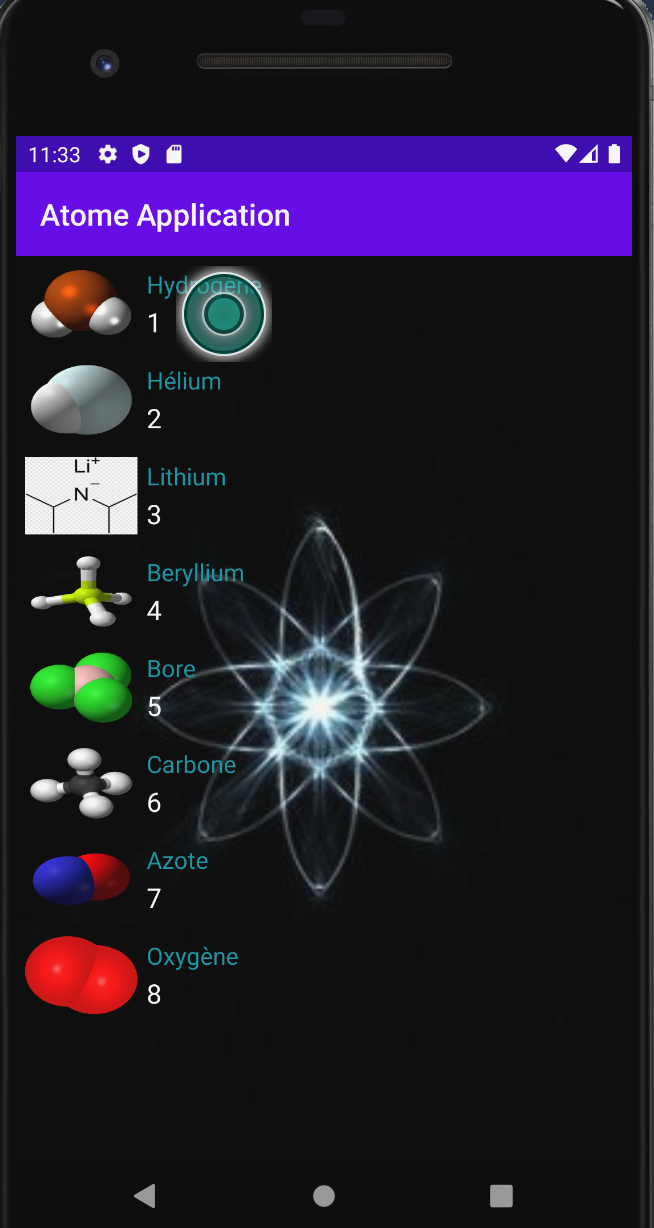 11:33
Atome Application
Hydrogène
1
Hélium
2
Li+
N−
Lithium
3
Beryllium
4
Bore
5
Carbone
6
Azote
7
Oxygène
8